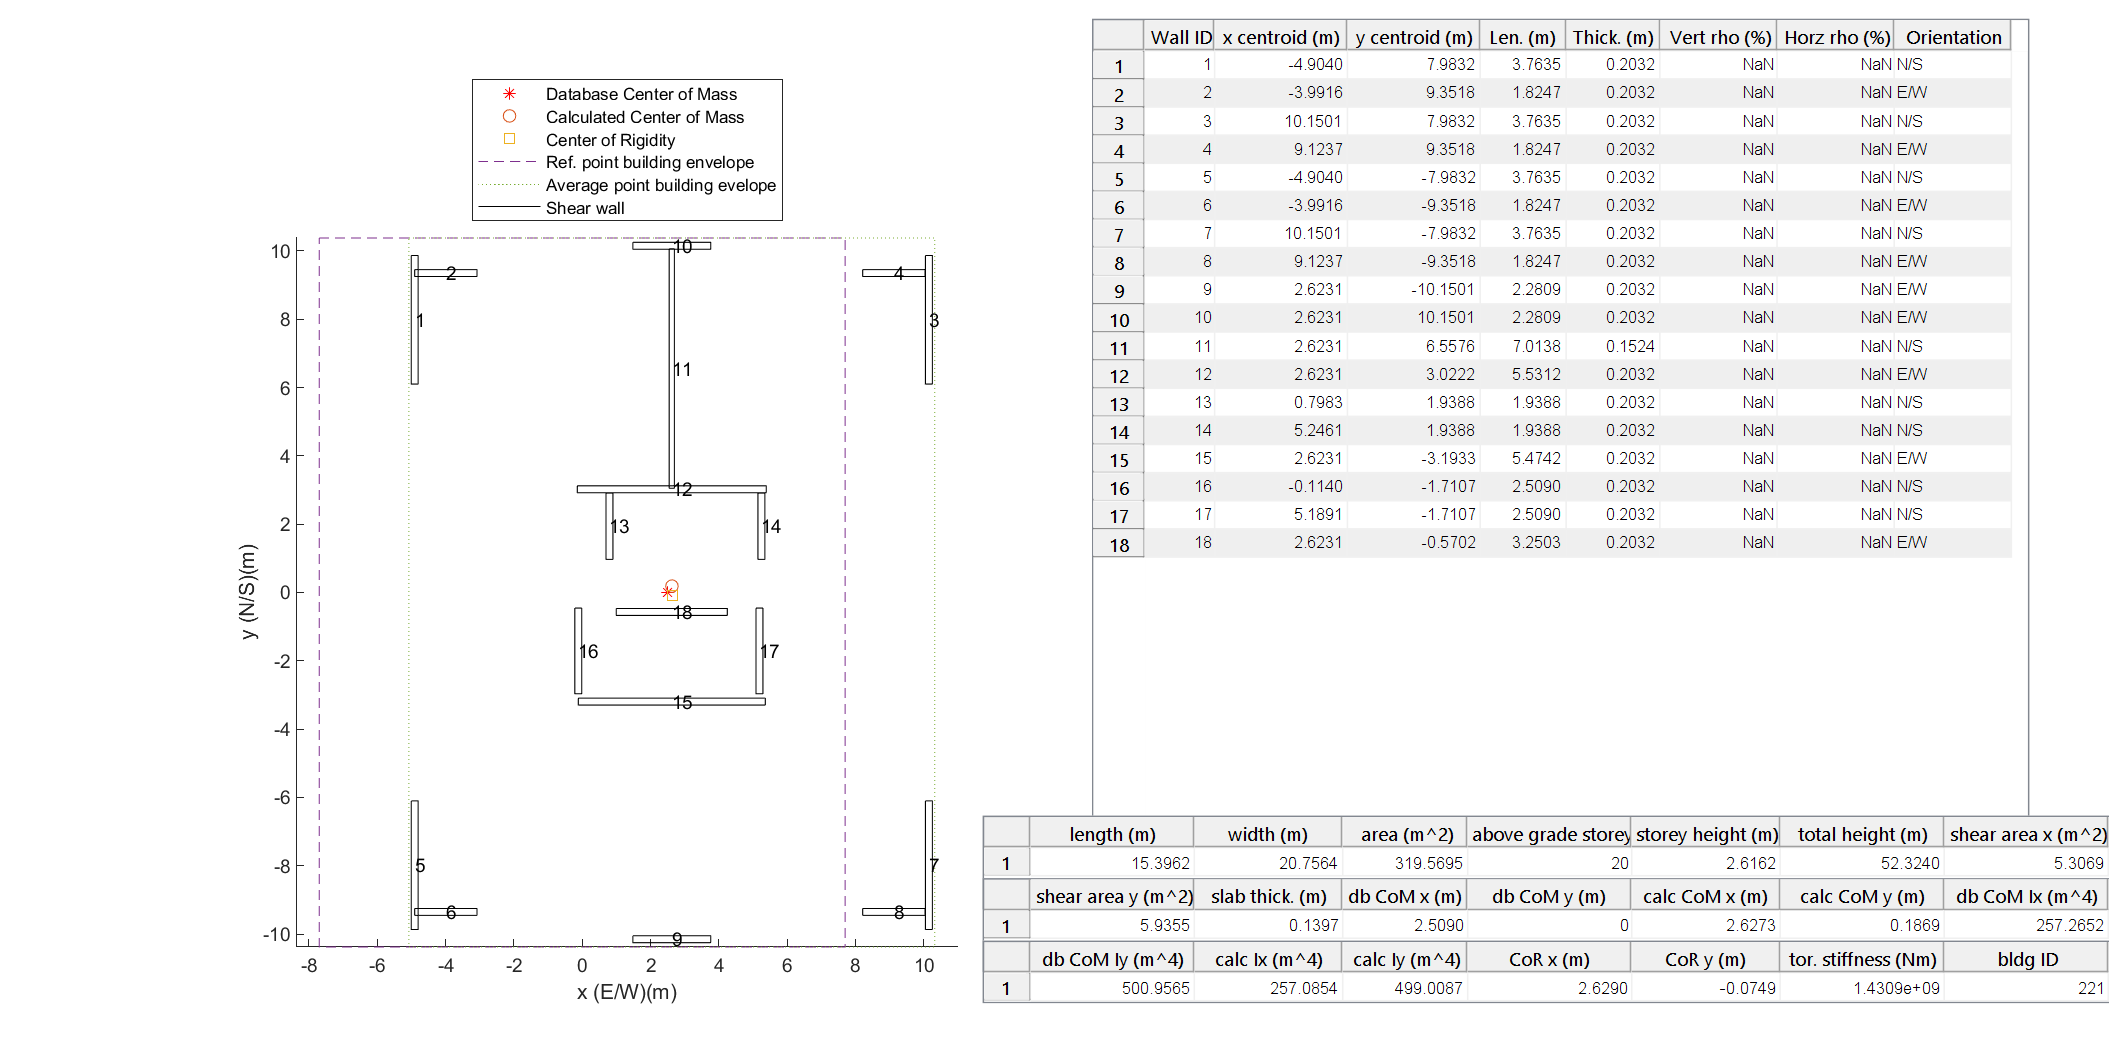 Database Center of Mass
Calculated Center of Mass
Center of Rigidity
Ref. point building envelope
Average point building evelope
Shear wall
10
8
6
4
2
0
-2
-4
-6
-8
-10
y (N/S)(m)
-8 -6 -4 -2 0 2 4 6 8 10
x (E/W)(m)
10
2 4
1 3
11
12
13 14
18
16 17
15
5 7
6 8
9
Wall ID x centroid (m) y centroid (m) Len. (m) Thick. (m) Vert rho (%) Horz rho (%) Orientation
1 1 -4.9040 7.9832 3.7635 0.2032 NaN NaN N/S
2 2 -3.9916 9.3518 1.8247 0.2032 NaN NaN E/W
3 3 10.1501 7.9832 3.7635 0.2032 NaN NaN N/S
4 4 9.1237 9.3518 1.8247 0.2032 NaN NaN E/W
5 5 -4.9040 -7.9832 3.7635 0.2032 NaN NaN N/S
6 6 -3.9916 -9.3518 1.8247 0.2032 NaN NaN E/W
7 7 10.1501 -7.9832 3.7635 0.2032 NaN NaN N/S
8 8 9.1237 -9.3518 1.8247 0.2032 NaN NaN E/W
9 9 2.6231 -10.1501 2.2809 0.2032 NaN NaN E/W
10 10 2.6231 10.1501 2.2809 0.2032 NaN NaN E/W
11 11 2.6231 6.5576 7.0138 0.1524 NaN NaN N/S
12 12 2.6231 3.0222 5.5312 0.2032 NaN NaN E/W
13 13 0.7983 1.9388 1.9388 0.2032 NaN NaN N/S
14 14 5.2461 1.9388 1.9388 0.2032 NaN NaN N/S
15 15 2.6231 -3.1933 5.4742 0.2032 NaN NaN E/W
16 16 -0.1140 -1.7107 2.5090 0.2032 NaN NaN N/S
17 17 5.1891 -1.7107 2.5090 0.2032 NaN NaN N/S
18 18 2.6231 -0.5702 3.2503 0.2032 NaN NaN E/W
length (m) width (m) area (m^2) above grade storey storey height (m) total height (m) shear area x (m^2)
1 15.3962 20.7564 319.5695 20 2.6162 52.3240 5.3069
shear area y (m^2) slab thick. (m) db CoM x (m) db CoM y (m) calc CoM x (m) calc CoM y (m) db CoM Ix (m^4)
1 5.9355 0.1397 2.5090 0 2.6273 0.1869 257.2652
db CoM Iy (m^4) calc Ix (m^4) calc Iy (m^4) CoR x (m) CoR y (m) tor. stiffness (Nm) bldg ID
1 500.9565 257.0854 499.0087 2.6290 -0.0749 1.4309e+09 221